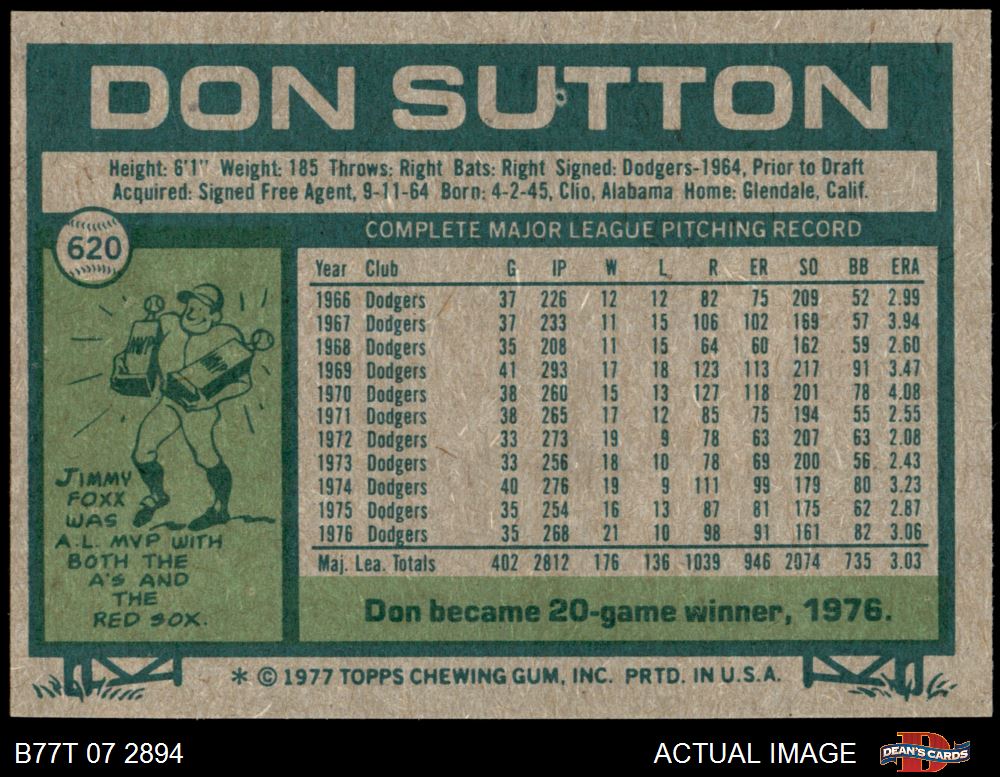 DON SUTTON
Height: 6'1" Weight: 185 Throws: Right Bats: Right Signed: Dodgers-1964, Prior to Draft
Acquired: Signed Free Agent, 9-11-64 Born: 4-2-45, Clio, Alabama Home: Glendale, Calif.
620
COMPLETE MAJOR LEAGUE PITCHING RECORD
Year Club G IP W L R ER SO BB ERA
1966 Dodgers 37 226 12 12 82 75 209 52 2.99
1967 Dodgers 37 233 11 15 106 102 169 57 3.94
1968 Dodgers 35 208 11 15 64 60 162 59 2.60
1969 Dodgers 41 293 17 18 123 113 217 91 3.47
1970 Dodgers 38 260 15 13 127 118 201 78 4.08
1971 Dodgers 38 265 17 12 85 75 194 55 2.55
1972 Dodgers 33 273 19 9 78 63 207 63 2.08
1973 Dodgers 33 256 18 10 78 69 200 56 2.43
1974 Dodgers 40 276 19 9 111 99 179 80 3.23
1975 Dodgers 35 254 16 13 87 81 175 62 2.87
1976 Dodgers 35 268 21 10 98 91 161 82 3.06
Maj. Lea. Totals 402 2812 176 136 1039 946 2074 735 3.03
MVP
MVP
JIMMY
FOXX
WAS
A.L. MVP WITH
BOTH THE
A'S AND
THE
RED SOX.
Don became 20-game winner, 1976.
* © 1977 TOPPS CHEWING GUM, INC. PRTD. IN U.S.A.
B77T 07 2894
ACTUAL IMAGE
DEAN'S CARDS